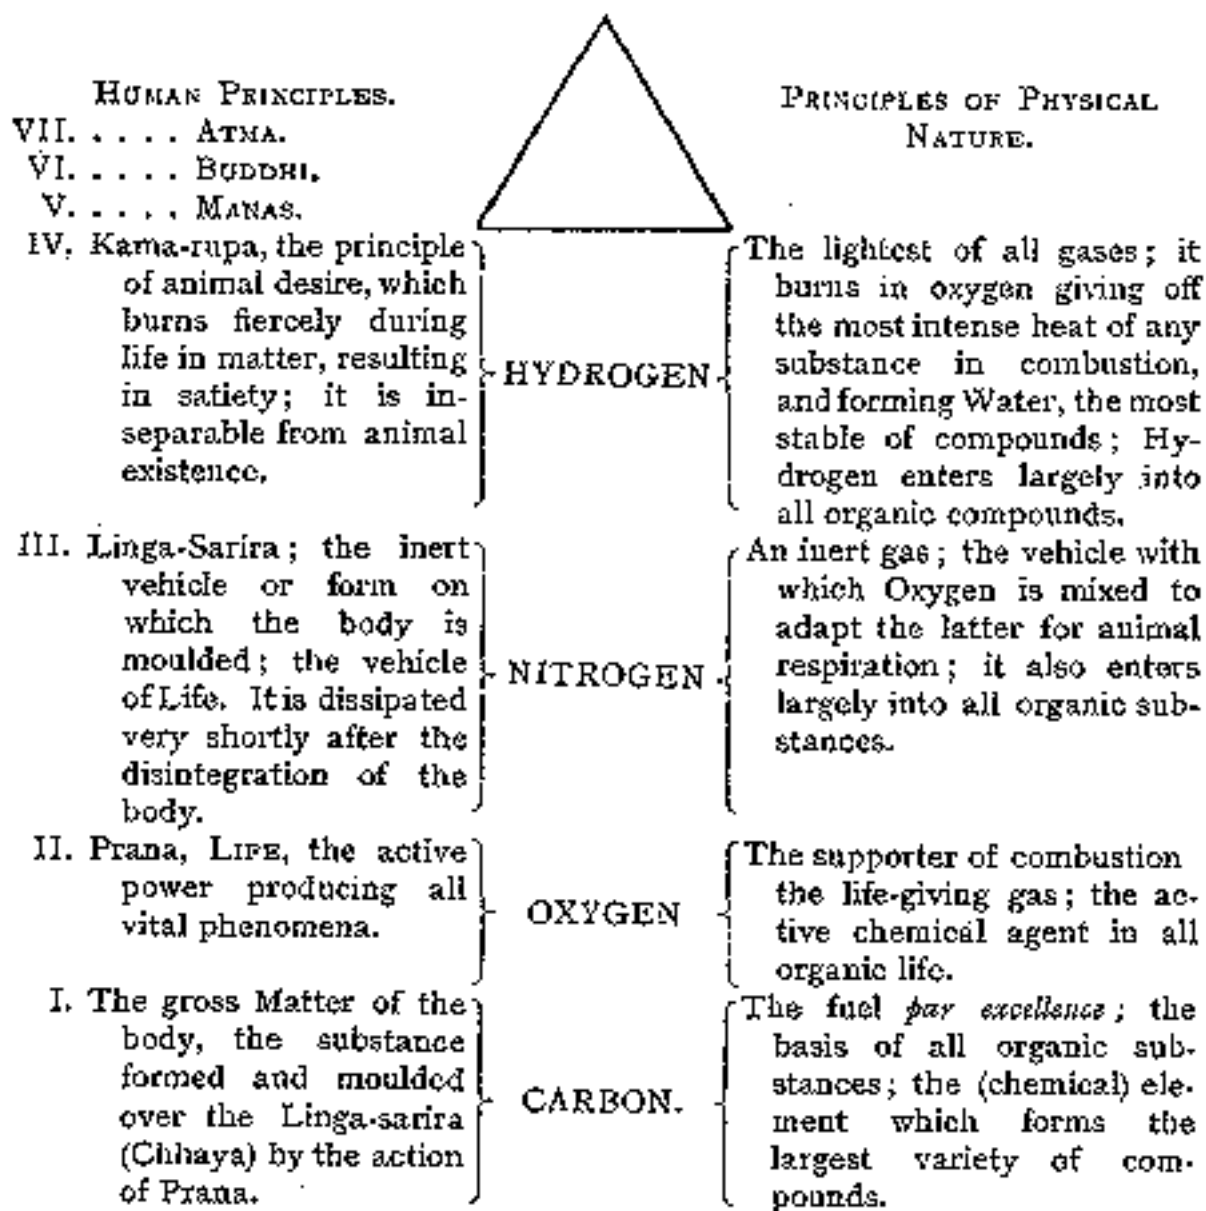 HUMAN PRINCIPLES.
VII. . . . . ATMA.
VI. . . . . BUDDHI.
V. . . . . MANAS.
PRINCIPLES OF PHYSICAL
NATURE.
IV. Kama-rupa, the principle
of animal desire, which
burns fiercely during
life in matter, resulting
in satiety; it is in-
separable from animal
existence.
HYDROGEN
The lightest of all gases; it
burns in oxygen giving off
the most intense heat of any
substance in combustion,
and forming Water, the most
stable of compounds; Hy-
drogen enters largely into
all organic compounds.
III. Linga-Sarira; the inert
vehicle or form on
which the body is
moulded; the vehicle
of Life. It is dissipated
very shortly after the
disintegration of the
body.
NITROGEN
An inert gas; the vehicle with
which Oxygen is mixed to
adapt the latter for animal
respiration; it also enters
largely into all organic sub-
stances.
II. Prana, LIFE, the active
power producing all
vital phenomena.
OXYGEN
The supporter of combustion
the life-giving gas; the ac-
tive chemical agent in all
organic life.
I. The gross Matter of the
body, the substance
formed and moulded
over the Linga-sarira
(Chhaya) by the action
of Prana.
CARBON.
The fuel par excellence; the
basis of all organic sub-
stances; the (chemical) ele-
ment which forms the
largest variety of com-
pounds.